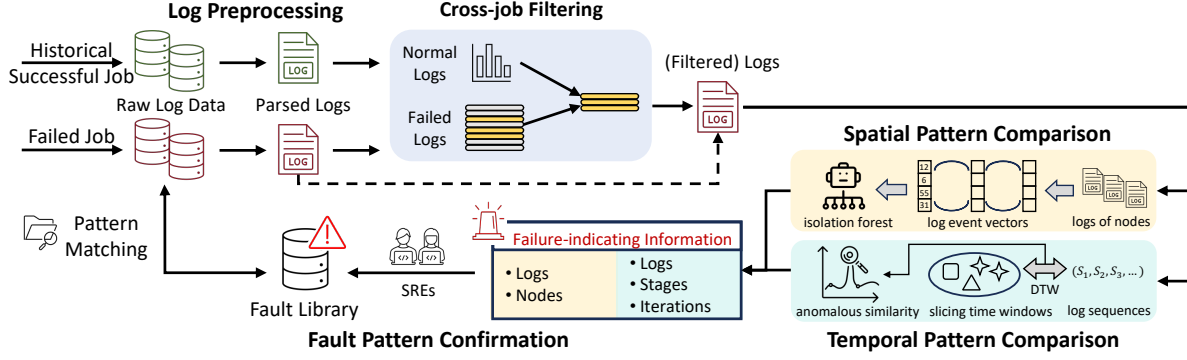 Log Preprocessing
Cross-job Filtering
Historical
Successful Job
Raw Log Data
LOG
Parsed Logs
Normal
Logs
Failed
Logs
(Filtered) Logs
LOG
Failed Job
LOG
Spatial Pattern Comparison
isolation forest
12
6
55
31
log event vectors
LOG
LOG
LOG
logs of nodes
Pattern
Matching
Fault Library
SREs
Failure-indicating Information
• Logs
• Nodes
• Logs
• Stages
• Iterations
Fault Pattern Confirmation
anomalous similarity
slicing time windows
DTW
(S₁, S₂, S₃, ...)
log sequences
Temporal Pattern Comparison